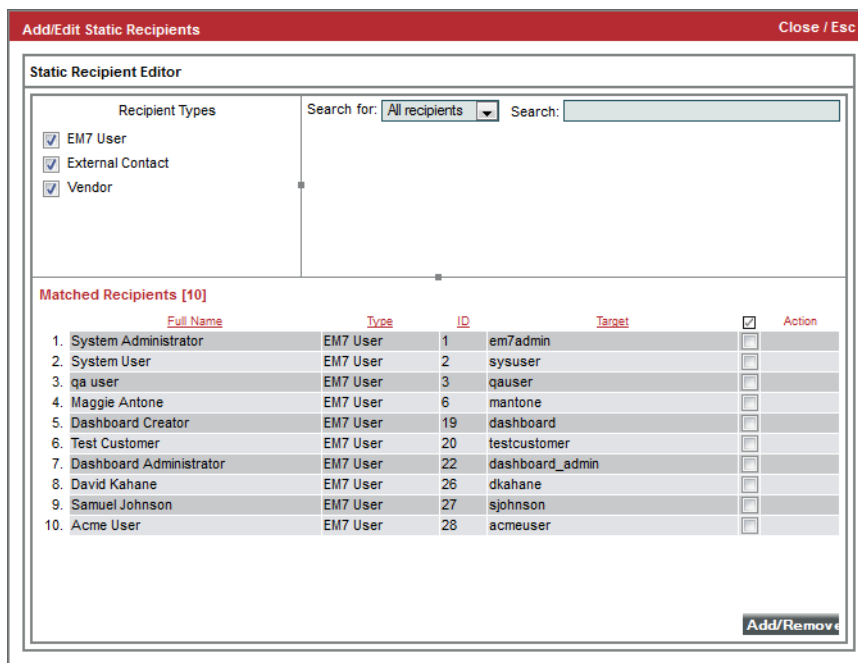 Add/Edit Static Recipients Close / Esc
Static Recipient Editor
Recipient Types
EM7 User
External Contact
Vendor
Search for: All recipients Search:
Matched Recipients [10]
Full Name Type ID Target Action
1. System Administrator EM7 User 1 em7admin
2. System User EM7 User 2 sysuser
3. qa user EM7 User 3 qauser
4. Maggie Antone EM7 User 6 mantone
5. Dashboard Creator EM7 User 19 dashboard
6. Test Customer EM7 User 20 testcustomer
7. Dashboard Administrator EM7 User 22 dashboard_admin
8. David Kahane EM7 User 26 dkahane
9. Samuel Johnson EM7 User 27 sjohnson
10. Acme User EM7 User 28 acmeuser
Add/Remove